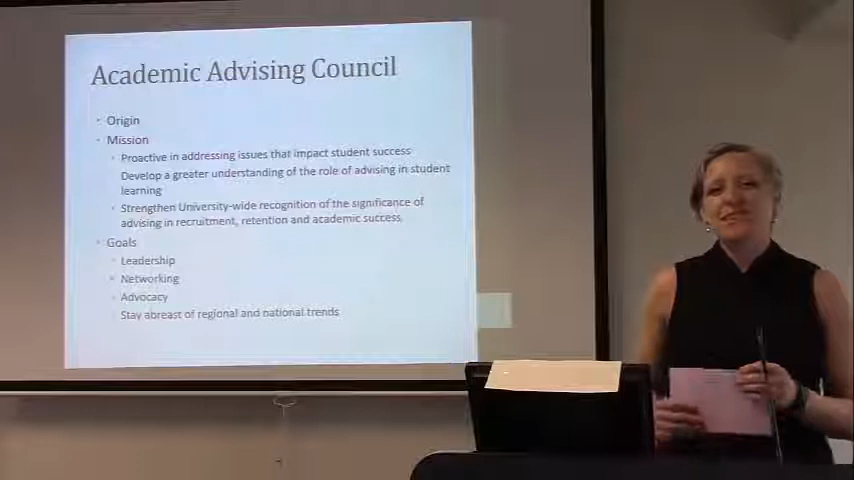 Academic Advising Council
Origin
Mission
Proactive in addressing issues that impact student success
Develop a greater understanding of the role of advising in student
learning
Strengthen University-wide recognition of the significance of
advising in recruitment, retention and academic success.
Goals
Leadership
Networking
Advocacy
Stay abreast of regional and national trends